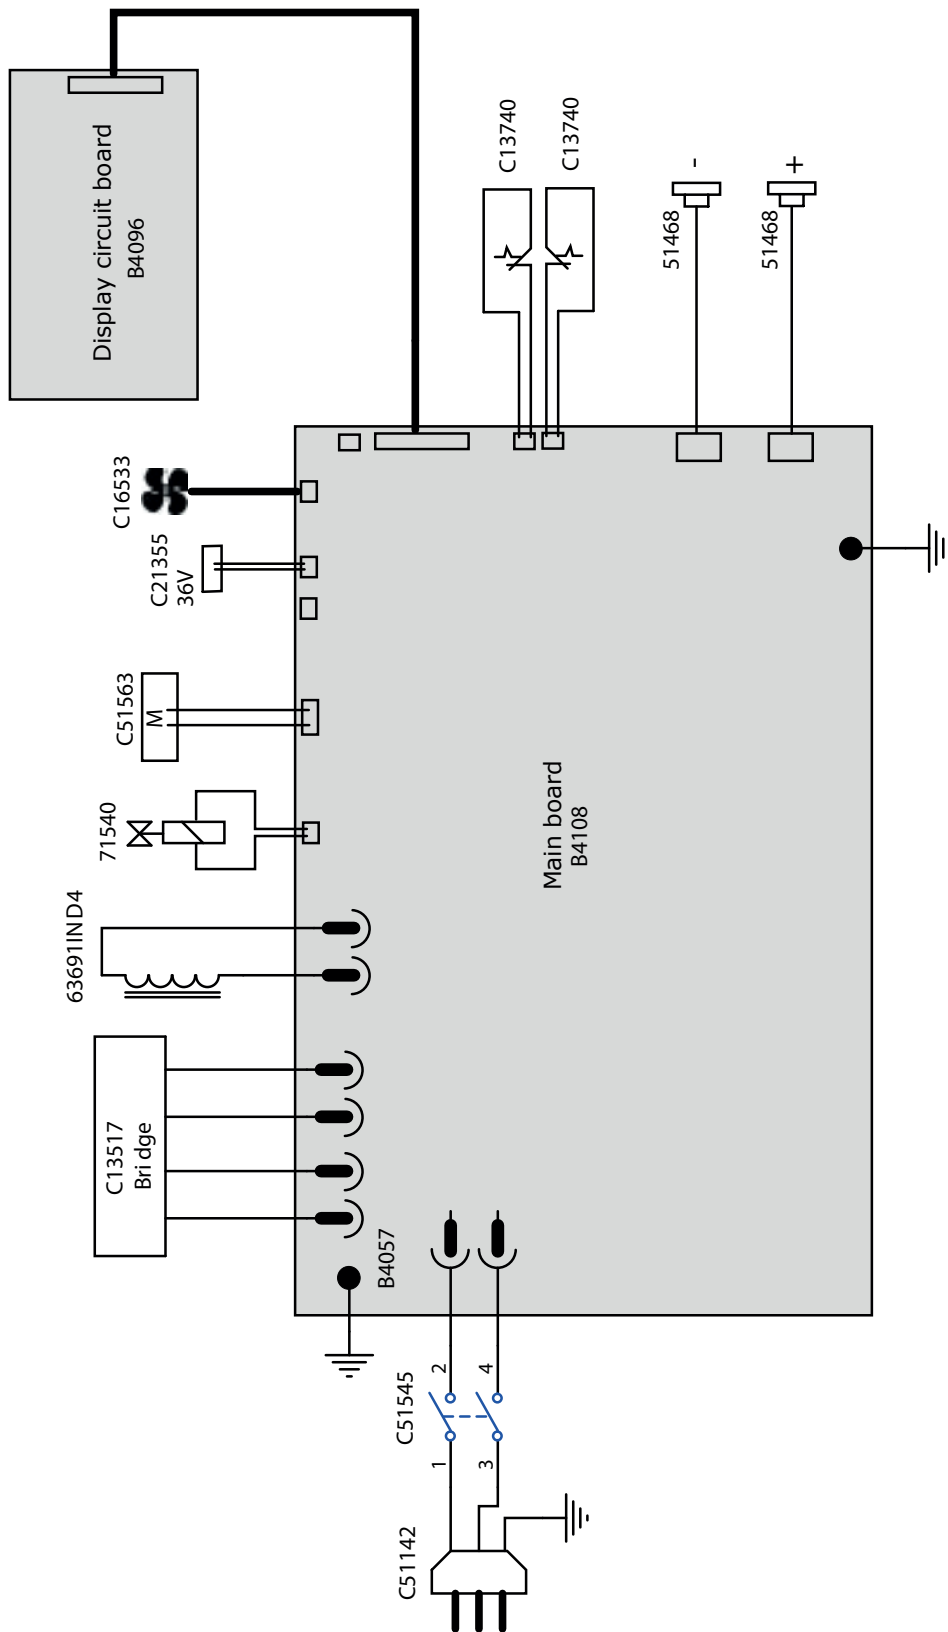 Display circuit board
B4096
C13740
C13740
51468
-
51468
+
C16533
C21355
36V
C51563
M
71540
63691IND4
C13517
Bri dge
Main board
B4108
B4057
C51545
2
4
1
3
C51142